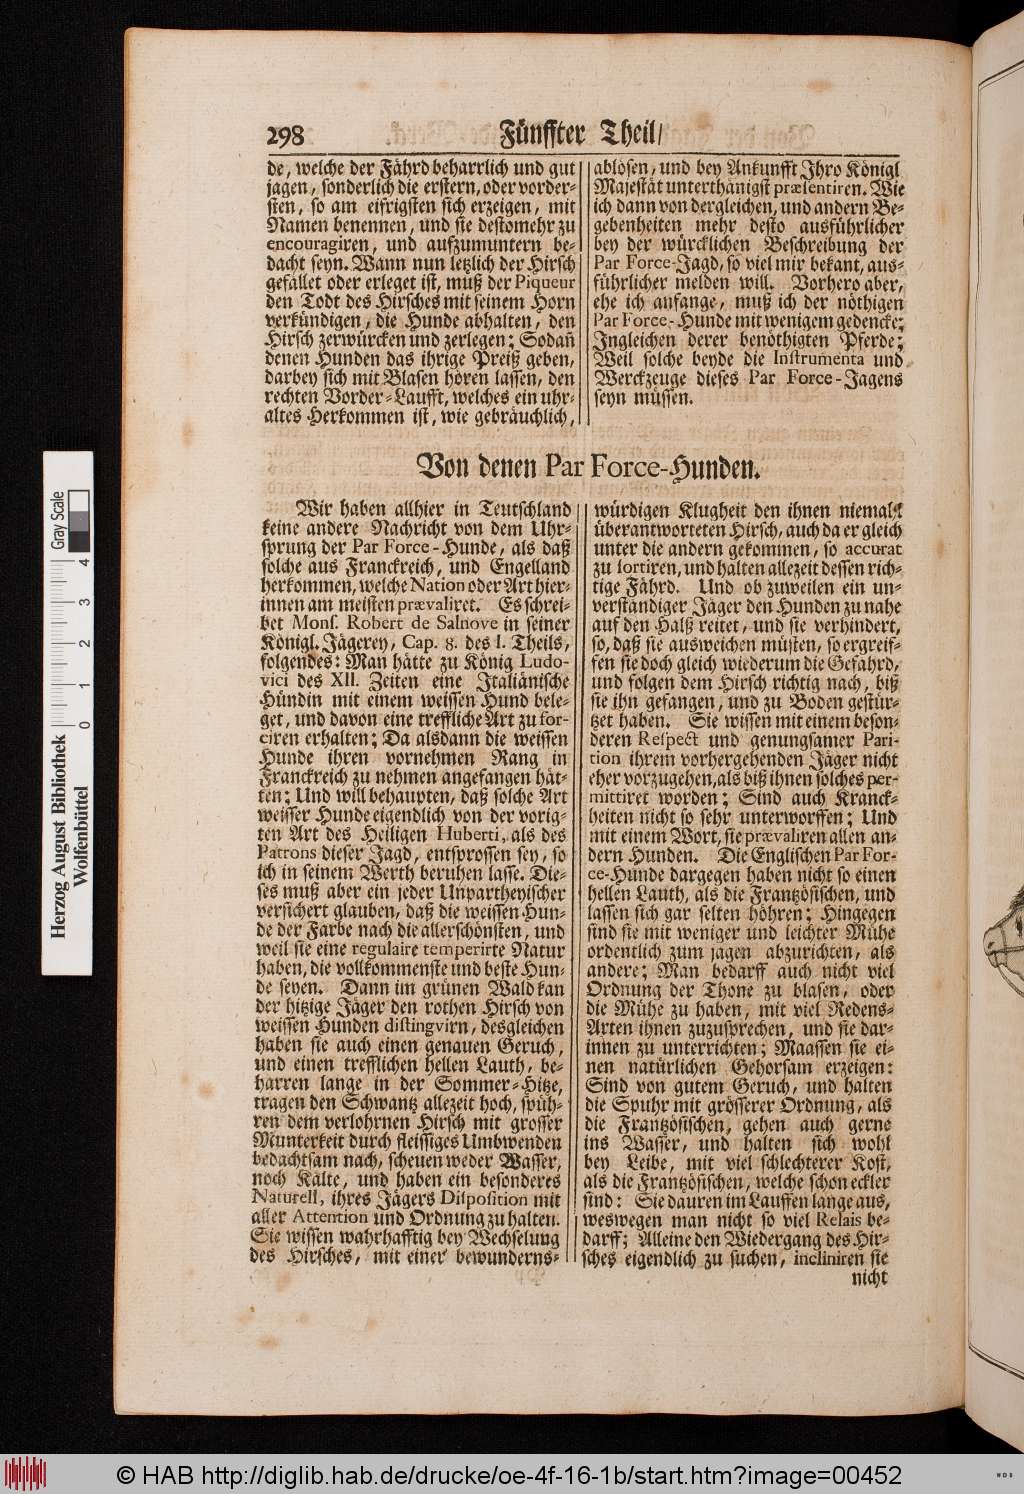 298
Fünffter Theil/
de, welche der Fährd beharrlich und gut
jagen, sonderlich die erstern, oder vorder-
sten, so am eifrigsten sich erzeigen, mit
Namen benennen, und sie destomehr zu
encouragiren, und aufzumuntern be-
dacht seyn. Wann nun letzlich der Hirsch
gefället oder erleget ist, muß der Piqueur
den Todt des Hirsches mit seinem Horn
verkündigen, die Hunde abhalten, den
Hirsch zerwürcken und zerlegen; Sodañ
denen Hunden das ihrige Preiß geben,
darbey sich mit Blasen hören lassen, den
rechten Vorder-Laufft, welches ein uhr-
altes Herkommen ist, wie gebräuchlich,
ablösen, und bey Ankunfft Ihro Königl
Majestät unterthänigst præsentiren. Wie
ich dann von dergleichen, und andern Be-
gebenheiten mehr desto ausführlicher
bey der würcklichen Beschreibung der
Par Force-Jagd, so viel mir bekant, aus-
führlicher melden will. Vorhero aber,
ehe ich anfange, muß ich der nöthigen
Par Force-Hunde mit wenigem gedencke;
Ingleichen derer benöthigten Pferde;
Weil solche beyde die Instrumenta und
Werckzeuge dieses Par Force-Jagens
seyn müssen.
Von denen Par Force-Hunden.
Wir haben allhier in Teutschland
keine andere Nachricht von dem Uhr-
sprung der Par Force-Hunde, als daß
solche aus Franckreich, und Engelland
herkommen, welche Nation oder Art hier-
innen am meisten prævaliret. Es schrei-
bet Mons. Robert de Salnove in seiner
Königl. Jägerey, Cap. 8. des I. Theils,
folgendes: Man hätte zu König Ludo-
vici des XII. Zeiten eine Italiänische
Hündin mit einem weissen Hund bele-
get, und davon eine treffliche Art zu for-
ciren erhalten; Da alsdann die weissen
Hunde ihren vornehmen Rang in
Franckreich zu nehmen angefangen hät-
ten; Und will behaupten, daß solche Art
weisser Hunde eigendlich von der vorig-
ten Art des Heiligen Huberti, als des
Patrons dieser Jagd, entsprossen sey, so
ich in seinem Werth beruhen lasse. Die-
ses muß aber ein jeder Unpartheyischer
versichert glauben, daß die weissen Hun-
de der Farbe nach die allerschönsten, und
weil sie eine regulaire temperirte Natur
haben, die vollkommenste und beste Hun-
de seyen. Dann im grünen Wald kan
der hitzige Jäger den rothen Hirsch von
weissen Hunden distingvirn, desgleichen
haben sie auch einen genauen Geruch,
und einen trefflichen hellen Lauth, be-
harren lange in der Sommer-Hitze,
tragen den Schwantz allezeit hoch, spüh-
ren dem verlohrnen Hirsch mit grosser
Munterkeit durch fleissiges Umbwenden
bedachtsam nach, scheuen weder Wasser,
noch Kälte, und haben ein besonderes
Naturell, ihres Jägers Disposition mit
aller Attention und Ordnung zu halten.
Sie wissen wahrhafftig bey Wechselung
des Hirsches, mit einer bewunderns-
würdigen Klugheit den ihnen niemahl
überantworteten Hirsch, auch da er gleich
unter die andern gekommen, so accurat
zu sortiren, und halten allezeit dessen rich-
tige Fährd. Und ob zuweilen ein un-
verständiger Jäger den Hunden zu nahe
auf den Halß reitet, und sie verhindert,
so, daß sie ausweichen müsten, so ergreif-
fen sie doch gleich wiederum die Gefahrd,
und folgen dem Hirsch richtig nach, biß
sie ihn gefangen, und zu Boden gestür-
tzet haben. Sie wissen mit einem beson-
deren Respect und genungsamer Pari-
tion ihrem vorhergehenden Jäger nicht
eher vorzugehen, als biß ihnen solches per-
mittiret worden; Sind auch Kranck-
heiten nicht so sehr unterworffen; Und
mit einem Wort, sie prævaliren allen an-
dern Hunden. Die Englischen Par For-
ce-Hunde dargegen haben nicht so einen
hellen Lauth, als die Frantzösischen, und
lassen sich gar selten höhren; Hingegen
sind sie mit weniger und leichter Mühe
ordentlich zum jagen abzurichten, als
andere; Man bedarff auch nicht viel
Ordnung der Thone zu blasen, oder
die Mühe zu haben, mit viel Redens-
Arten ihnen zuzusprechen, und sie dar-
innen zu unterrichten; Maassen sie ei-
nen natürlichen Gehorsam erzeigen:
Sind von gutem Geruch, und halten
die Spuhr mit grösserer Ordnung, als
die Frantzösischen, gehen auch gerne
ins Wasser, und halten sich wohl
bey Leibe, mit viel schlechterer Kost,
als die Frantzösischen, welche schon eckler
sind: Sie dauren im Lauffen lange aus,
weswegen man nicht so viel Relais be-
darff; Alleine den Wiedergang des Hir-
sches eigendlich zu suchen, incliniren sie
nicht
Herzog August Bibliothek
Wolfenbüttel
Gray Scale
0 1 2 3 4
© HAB http://diglib.hab.de/drucke/oe-4f-16-1b/start.htm?image=00452